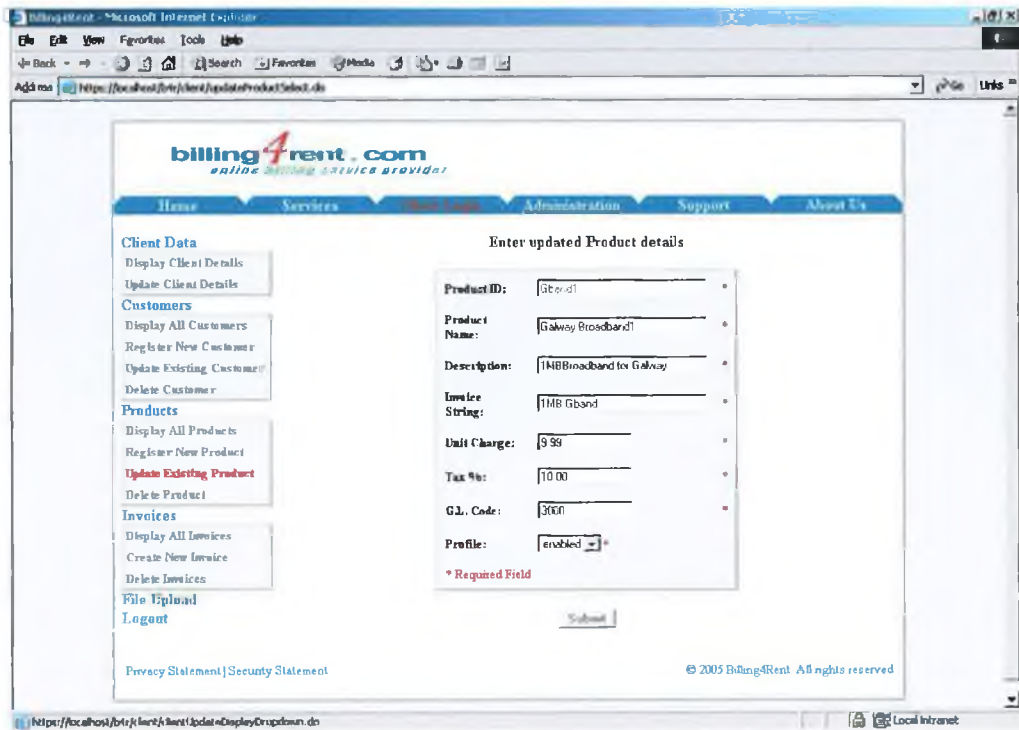 Billing4Rent - Microsoft Internet Explorer
File Edit View Favorites Tools Help
Back Search Favorites Media
Address https://localhost/b4r/client/updateProductSelect.do Go Links
billing4rent.com
online billing service provider
Home Services Client Login Administration Support About Us
Client Data
Display Client Details
Update Client Details
Customers
Display All Customers
Register New Customer
Update Existing Customer
Delete Customer
Products
Display All Products
Register New Product
Update Existing Product
Delete Product
Invoices
Display All Invoices
Create New Invoice
Delete Invoices
File Upload
Logout
Enter updated Product details
Product ID: Gband1 *
Product Name: Galway Broadband1 *
Description: 1MBBroadband for Galway *
Invoice String: 1MB Gband *
Unit Charge: 9.99 *
Tax %: 10.00 *
G.L. Code: 3000 *
Profile: enabled *
* Required Field
Submit
Privacy Statement | Security Statement
© 2005 Billing4Rent. All rights reserved
https://localhost/b4r/client/clientUpdateDisplayDropdown.do Local intranet